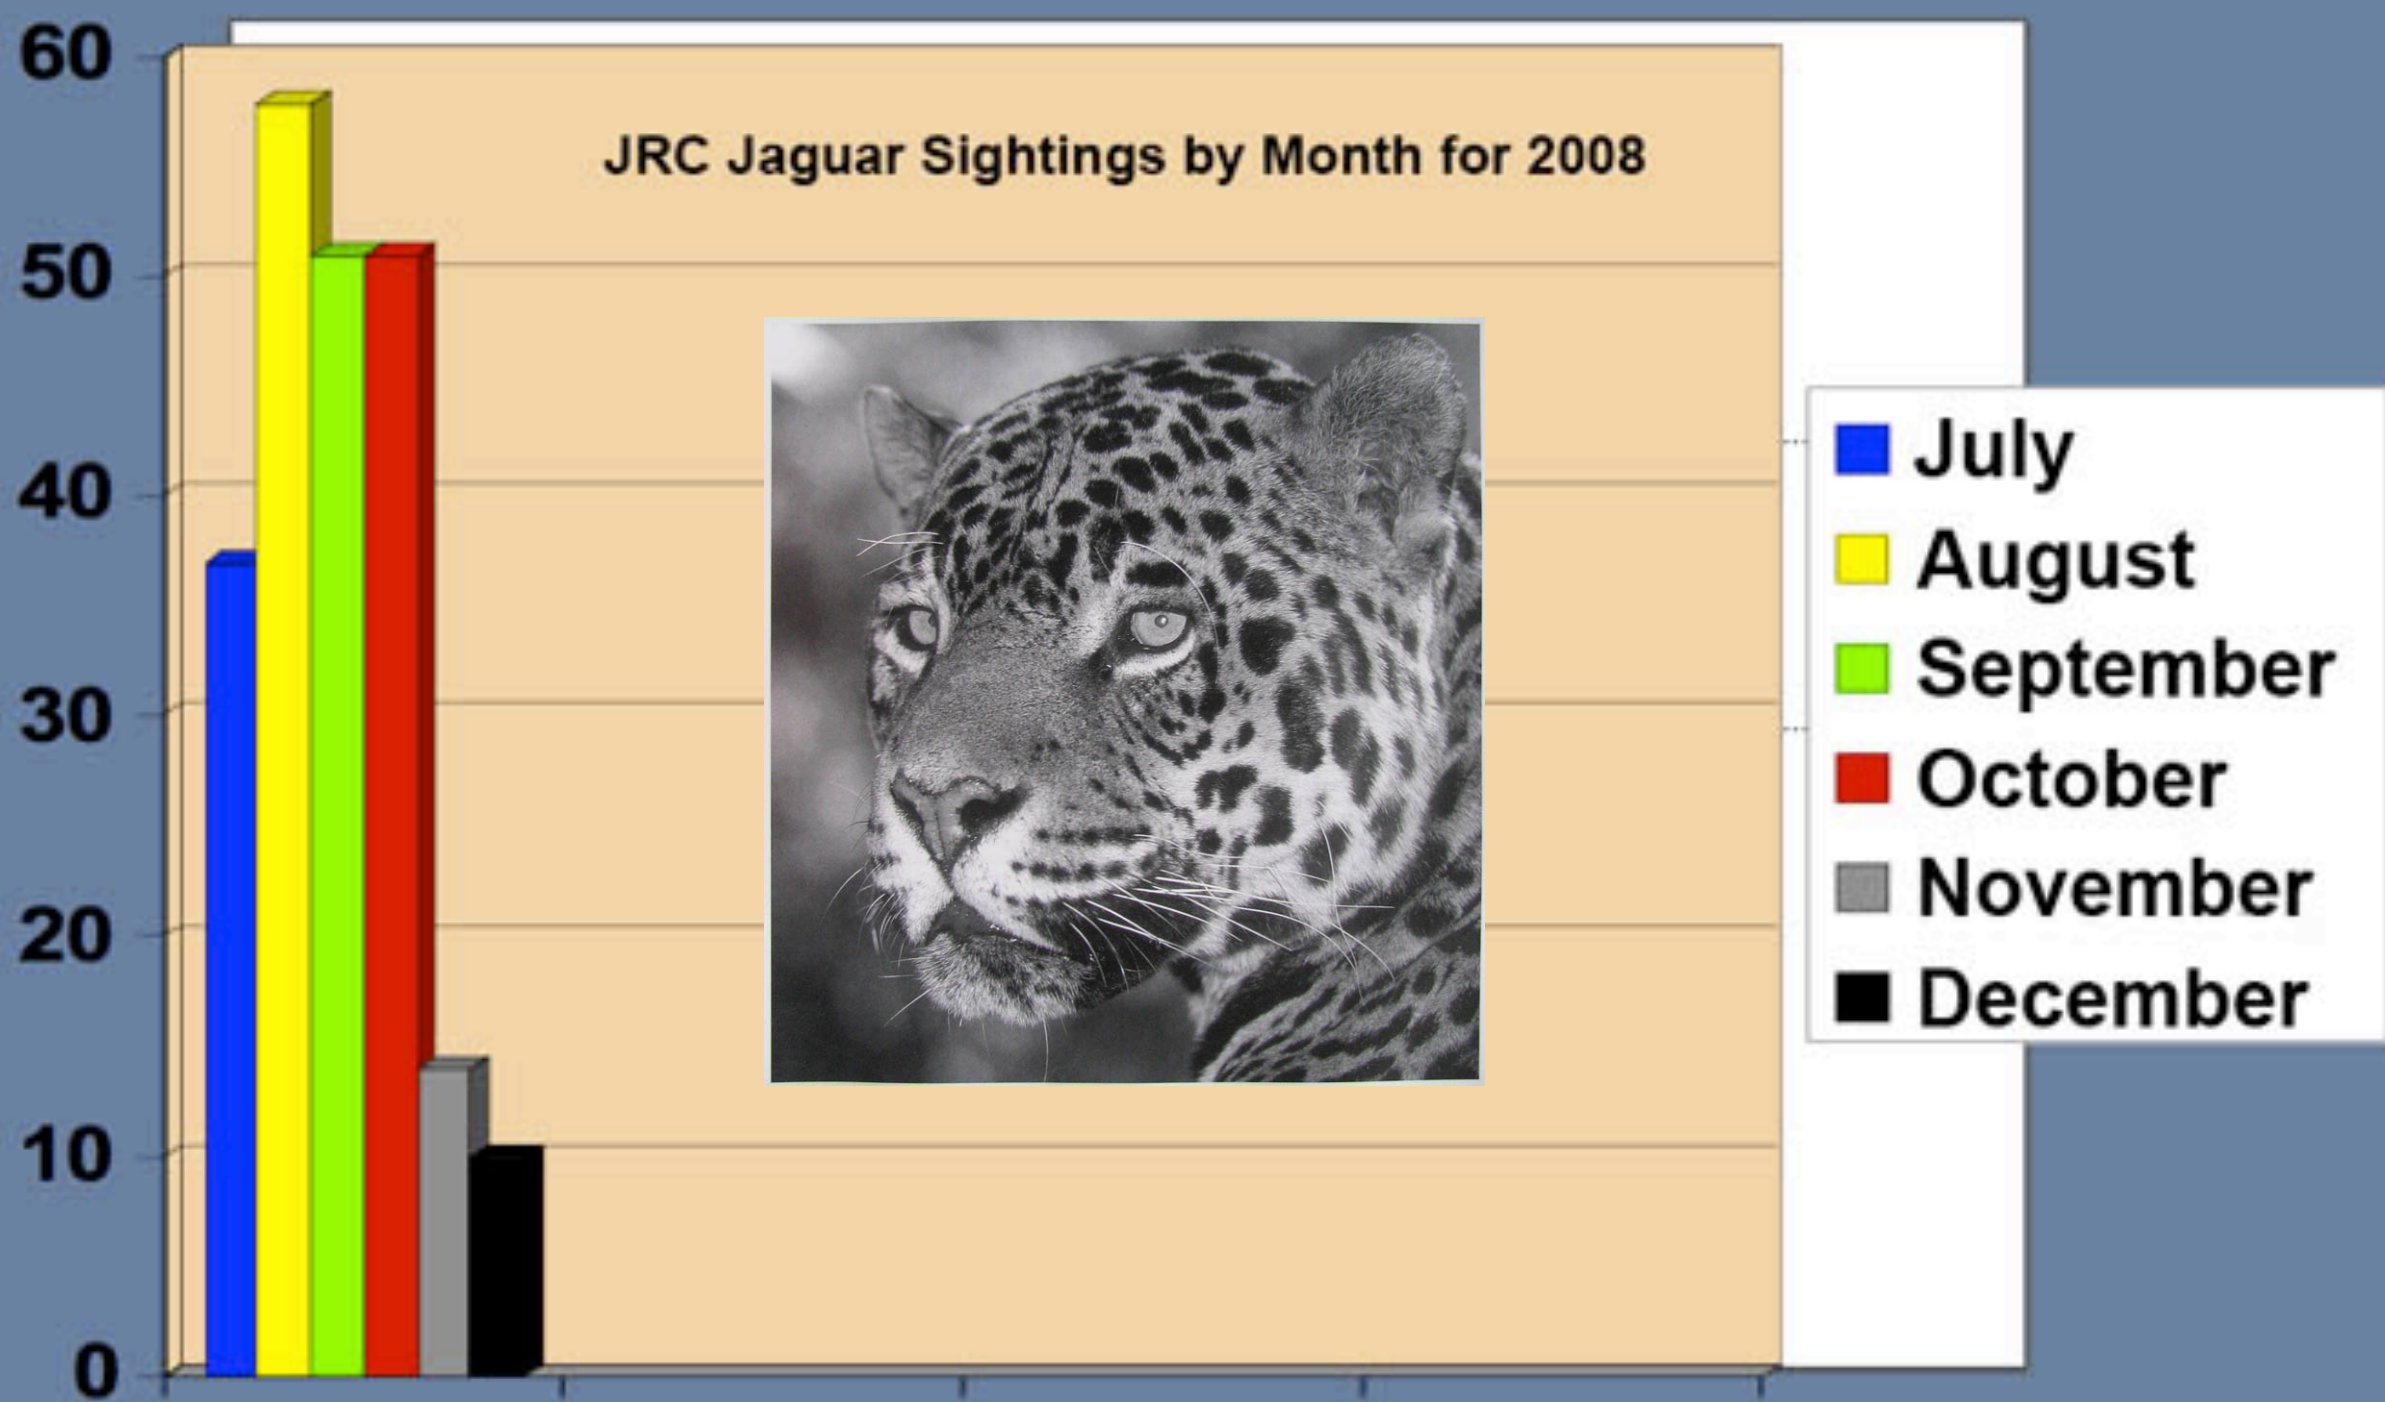 JRC Jaguar Sightings by Month for 2008
60
50
40
30
20
10
0
July
August
September
October
November
December